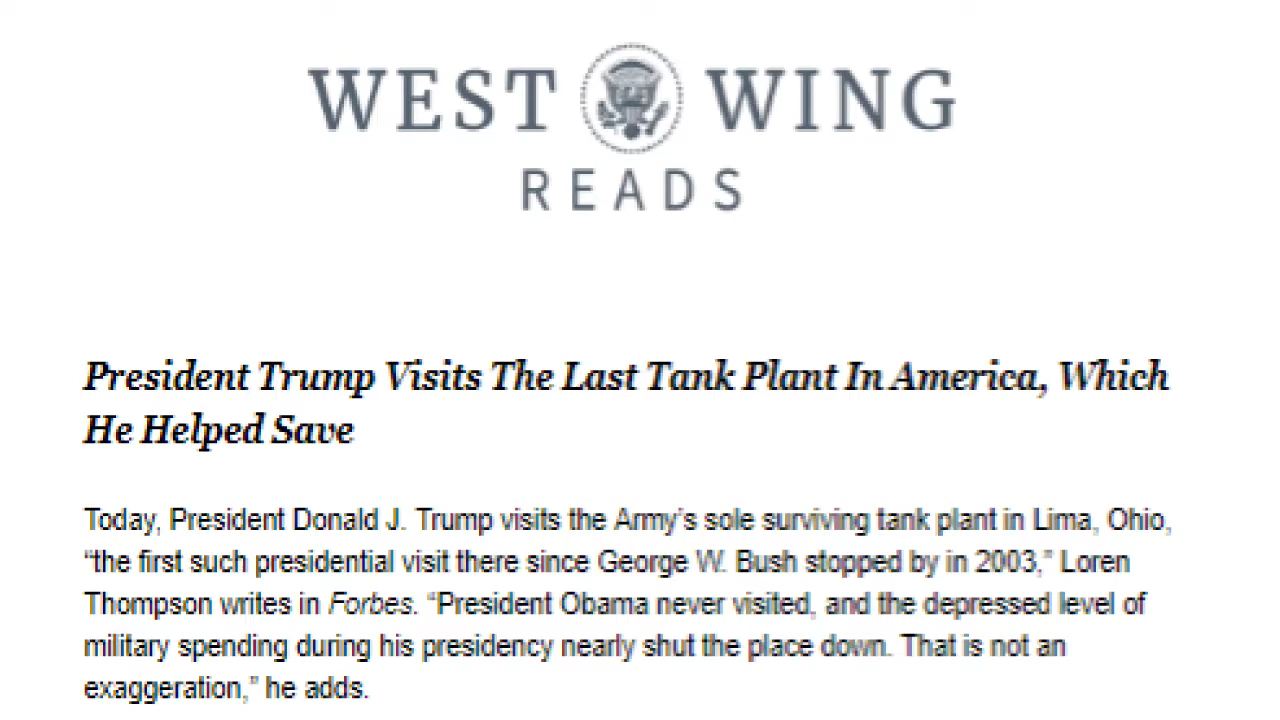 WEST WING
READS
President Trump Visits The Last Tank Plant In America, Which
He Helped Save
Today, President Donald J. Trump visits the Army’s sole surviving tank plant in Lima, Ohio,
“the first such presidential visit there since George W. Bush stopped by in 2003,” Loren
Thompson writes in Forbes. “President Obama never visited, and the depressed level of
military spending during his presidency nearly shut the place down. That is not an
exaggeration,” he adds.